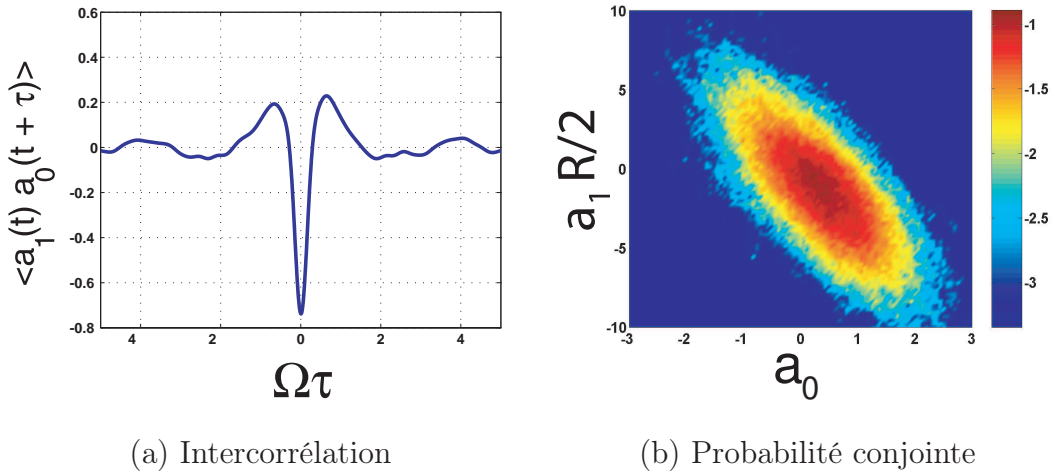 0.6
0.4
0.2
0
-0.2
-0.4
-0.6
-0.8
4 2 0 2 4
<a₁(t) a₀(t + τ)>
Ωτ
(a) Intercorrélation
10
5
0
-5
-10
-3 -2 -1 0 1 2 3
a₁ R/2
a₀
-1
-1.5
-2
-2.5
-3
(b) Probabilité conjointe